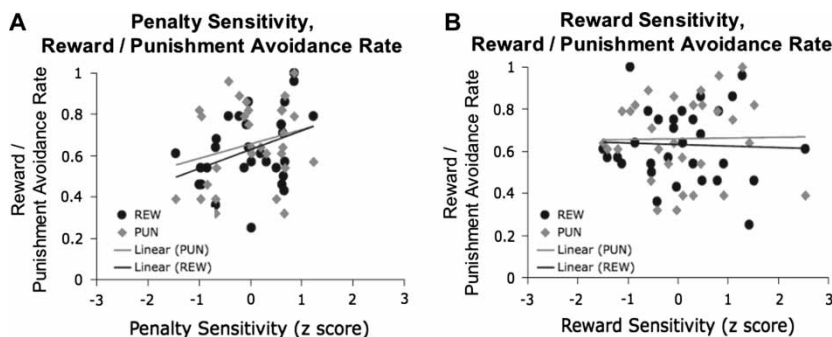 A
Penalty Sensitivity,
Reward / Punishment Avoidance Rate
Reward /
Punishment Avoidance Rate
1
0.8
0.6
0.4
0.2
0
REW
PUN
Linear (PUN)
Linear (REW)
-3 -2 -1 0 1 2 3
Penalty Sensitivity (z score)
B
Reward Sensitivity,
Reward / Punishment Avoidance Rate
Reward /
Punishment Avoidance Rate
1
0.8
0.6
0.4
0.2
0
REW
PUN
Linear (PUN)
Linear (REW)
-3 -2 -1 0 1 2 3
Reward Sensitivity (z score)